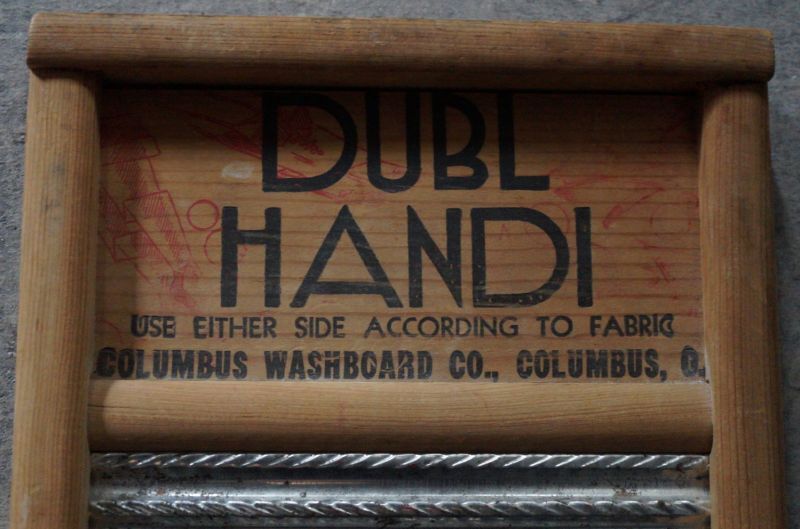 DUBL
HANDI
USE EITHER SIDE ACCORDING TO FABRIC
COLUMBUS WASHBOARD CO., COLUMBUS, O.